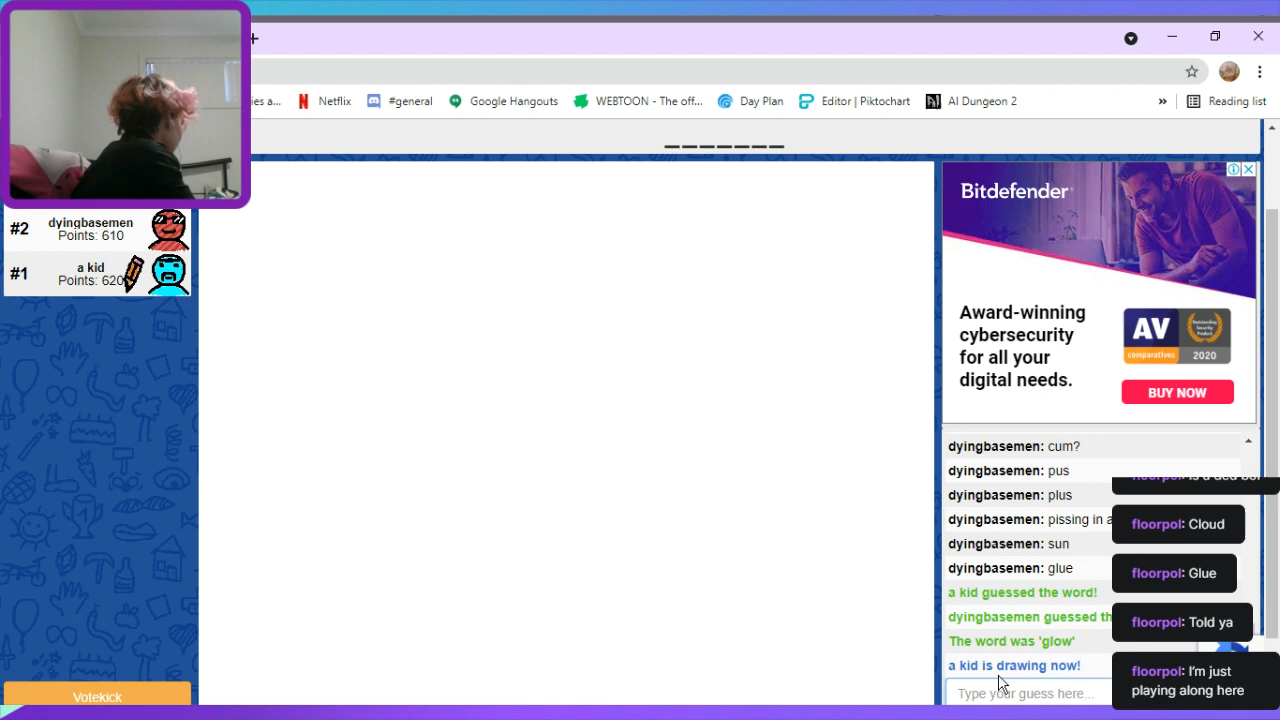 ies a...
Netflix
#general
Google Hangouts
WEBTOON - The off...
Day Plan
Editor | Piktochart
AI Dungeon 2
»
Reading list
_ _ _ _ _ _ _
#2
dyingbasemen
Points: 610
#1
a kid
Points: 620
Votekick
Bitdefender
Award-winning
cybersecurity
for all your
digital needs.
AV
comparatives
2020
BUY NOW
dyingbasemen: cum?
dyingbasemen: pus
dyingbasemen: plus
dyingbasemen: pissing in a
dyingbasemen: sun
dyingbasemen: glue
a kid guessed the word!
dyingbasemen guessed th
The word was 'glow'
a kid is drawing now!
Type your guess here...
floorpol: Cloud
floorpol: Glue
floorpol: Told ya
floorpol: I'm just
playing along here